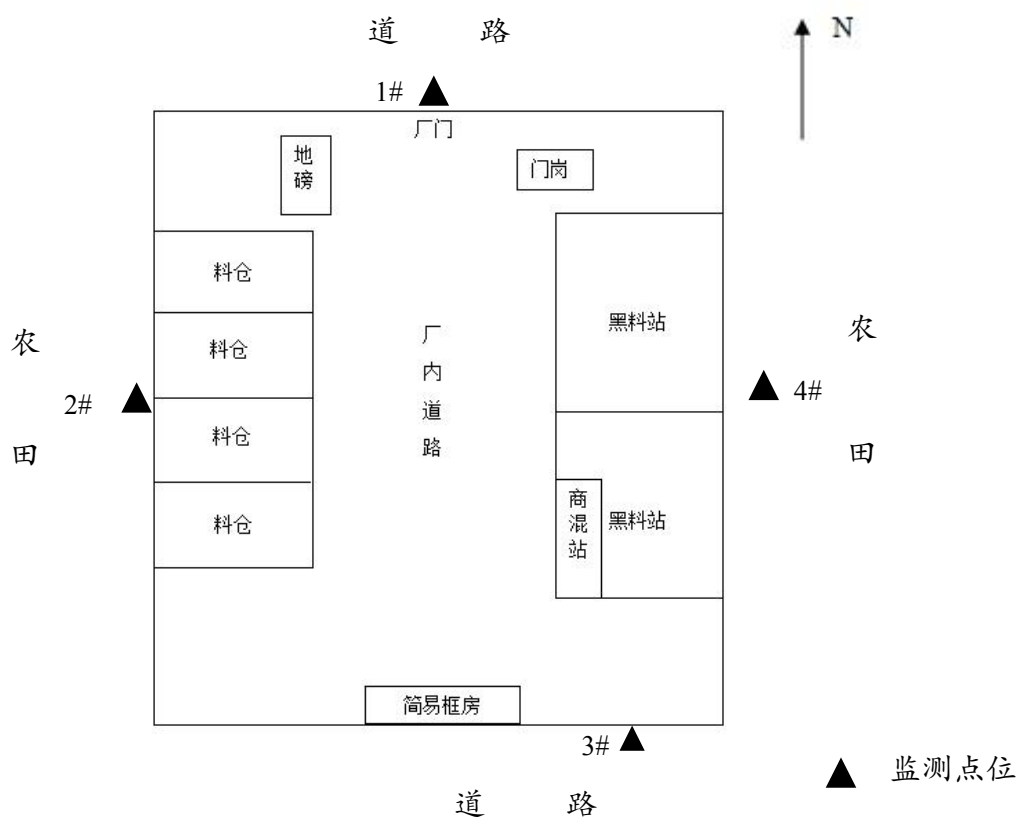 道 路
N
1#
厂门
地磅
门岗
料仓
料仓
料仓
料仓
厂内道路
黑料站
黑料站
商混站
农田
2#
农田
4#
简易框房
3#
道 路
监测点位